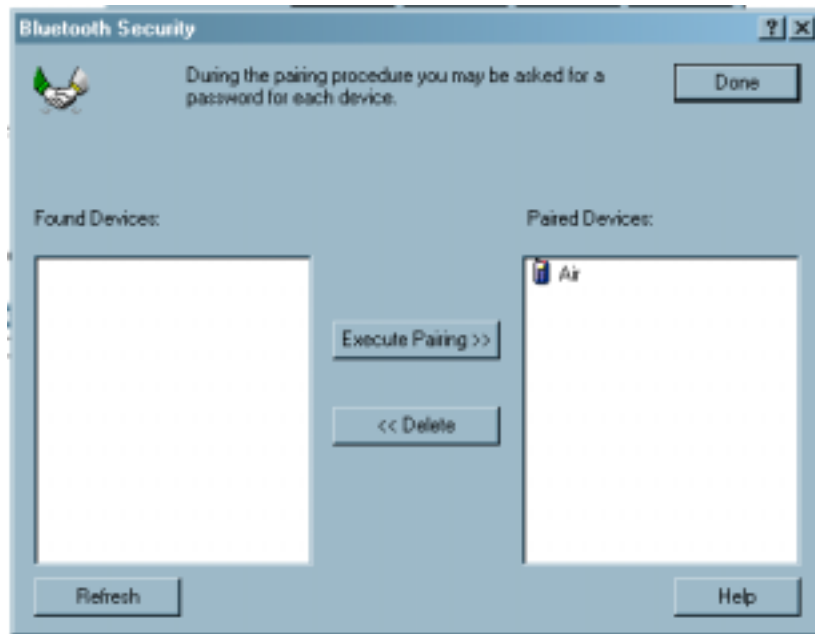 Bluetooth Security
During the pairing procedure you may be asked for a
password for each device.
Done
Found Devices:
Paired Devices:
Air
Execute Pairing >>
<< Delete
Refresh
Help